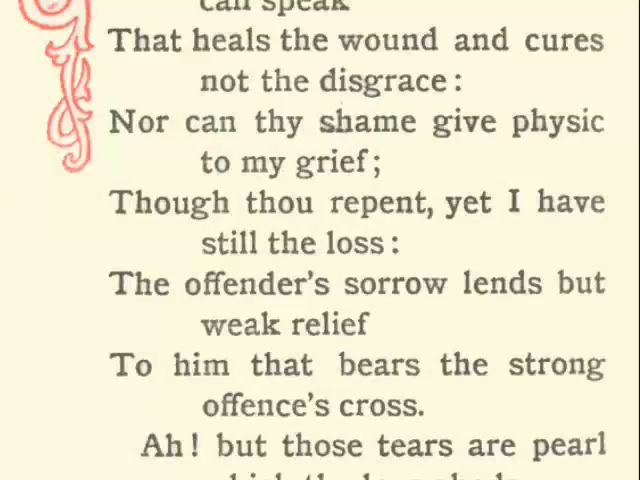 can speak
That heals the wound and cures
not the disgrace:
Nor can thy shame give physic
to my grief;
Though thou repent, yet I have
still the loss:
The offender's sorrow lends but
weak relief
To him that bears the strong
offence's cross.
Ah! but those tears are pearl